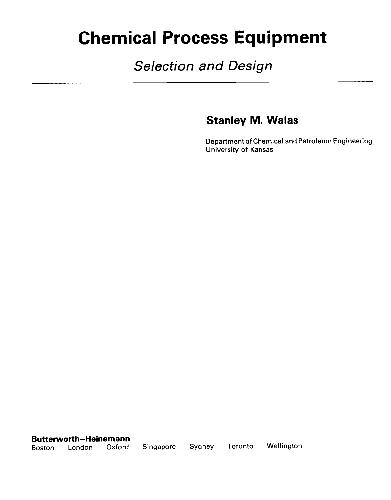 Chemical Process Equipment
Selection and Design
Stanley M. Walas
Department of Chemical and Petroleum Engineering
University of Kansas
Butterworth–Heinemann
Boston London Oxford Singapore Sydney Toronto Wellington